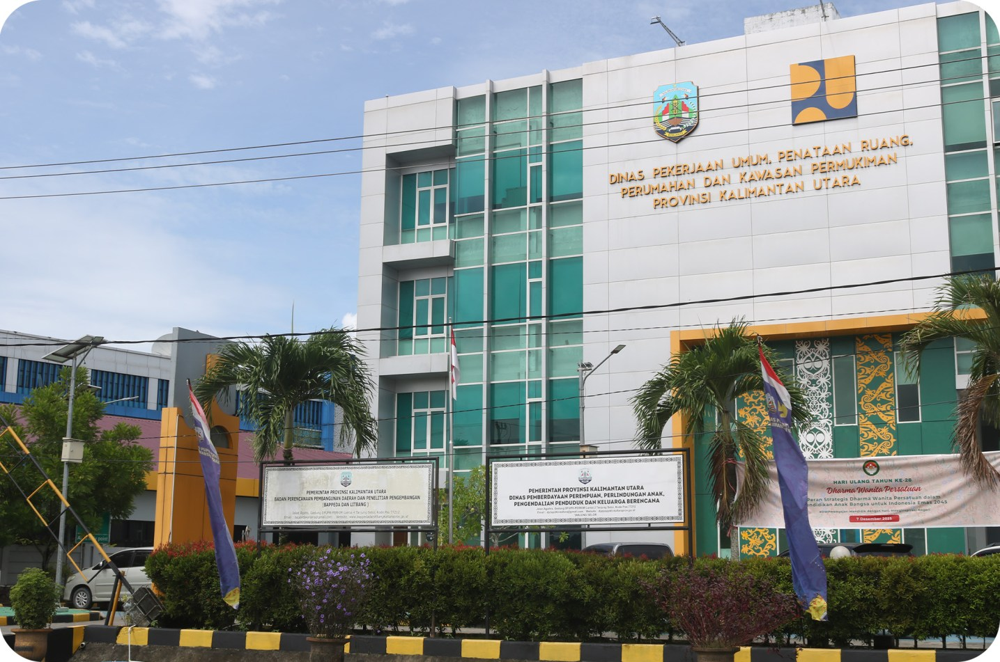 DINAS PEKERJAAN UMUM, PENATAAN RUANG,
PERUMAHAN DAN KAWASAN PERMUKIMAN
PROVINSI KALIMANTAN UTARA
PEMERINTAH PROVINSI KALIMANTAN UTARA
BADAN PERENCANAAN PEMBANGUNAN DAERAH DAN PENELITIAN PENGEMBANGAN
(BAPPEDA DAN LITBANG )
PEMERINTAH PROVINSI KALIMANTAN UTARA
DINAS PEMBERDAYAAN PEREMPUAN, PERLINDUNGAN ANAK,
PENGENDALIAN PENDUDUK DAN KELUARGA BERENCANA
TANJUNG SELOR
HARI ULANG TAHUN KE-26
Dharma Wanita Persatuan
Peran Strategis Dharma Wanita Persatuan dalam
Pendidikan Anak Bangsa untuk Indonesia Emas 2045
7 Desember 2025